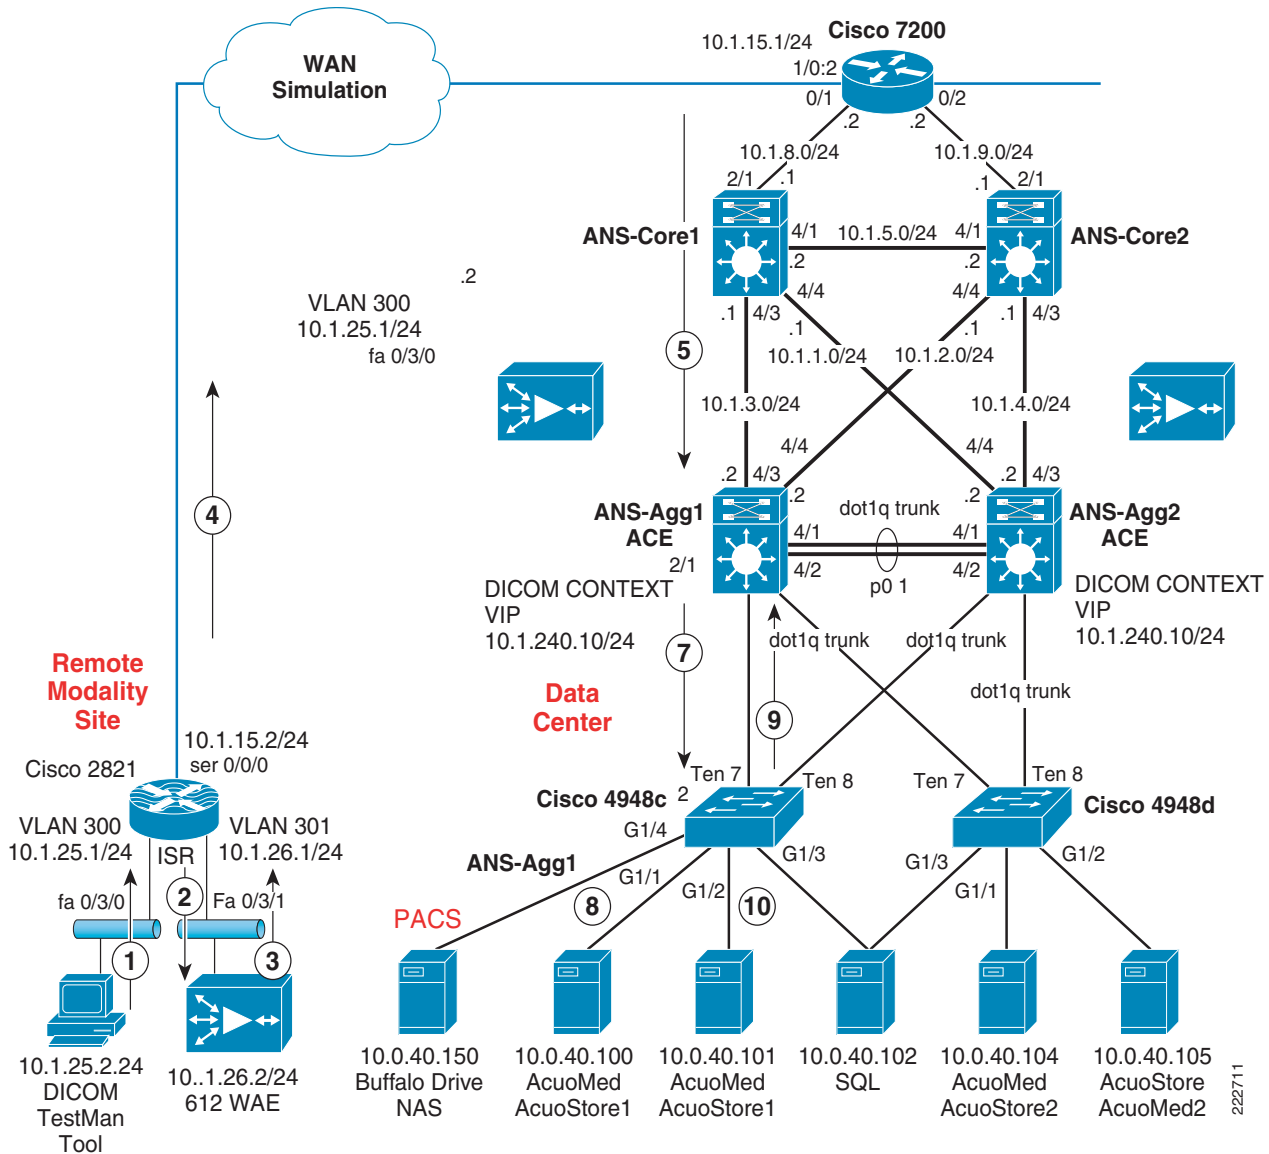 Cisco 7200
10.1.15.1/24
WAN
Simulation
1/0:2
0/1
0/2
.2
.2
10.1.8.0/24
10.1.9.0/24
2/1
.1
.1
2/1
ANS-Core1
4/1
10.1.5.0/24
4/1
ANS-Core2
.2
.2
.2
VLAN 300
10.1.25.1/24
fa 0/3/0
4/4
4/4
.1
4/3
.1
.1
.1
4/3
5
10.1.1.0/24
10.1.2.0/24
10.1.3.0/24
10.1.4.0/24
4/4
4/4
.2
4/3
.2
4/3
.2
.2
4
ANS-Agg1
ACE
dot1q trunk
ANS-Agg2
ACE
4/1
4/1
2/1
4/2
4/2
p0 1
DICOM CONTEXT
VIP
10.1.240.10/24
DICOM CONTEXT
VIP
10.1.240.10/24
7
dot1q trunk
dot1q trunk
dot1q trunk
Remote
Modality
Site
Data
Center
9
10.1.15.2/24
ser 0/0/0
Cisco 2821
Ten 7
Ten 8
Ten 7
Ten 8
Cisco 4948c
2
Cisco 4948d
VLAN 300
10.1.25.1/24
VLAN 301
10.1.26.1/24
ISR
G1/4
ANS-Agg1
G1/1
G1/2
G1/3
G1/3
G1/1
G1/2
fa 0/3/0
2
Fa 0/3/1
8
10
PACS
1
3
10.1.25.2.24
DICOM
TestMan
Tool
10..1.26.2/24
612 WAE
10.0.40.150
Buffalo Drive
NAS
10.0.40.100
AcuoMed
AcuoStore1
10.0.40.101
AcuoMed
AcuoStore1
10.0.40.102
SQL
10.0.40.104
AcuoMed
AcuoStore2
10.0.40.105
AcuoStore
AcuoMed2
222711